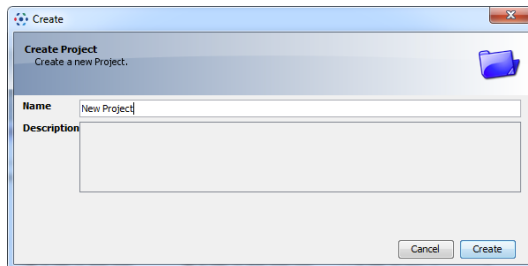 Create
Create Project
Create a new Project.
Name
New Project
Description
Cancel
Create